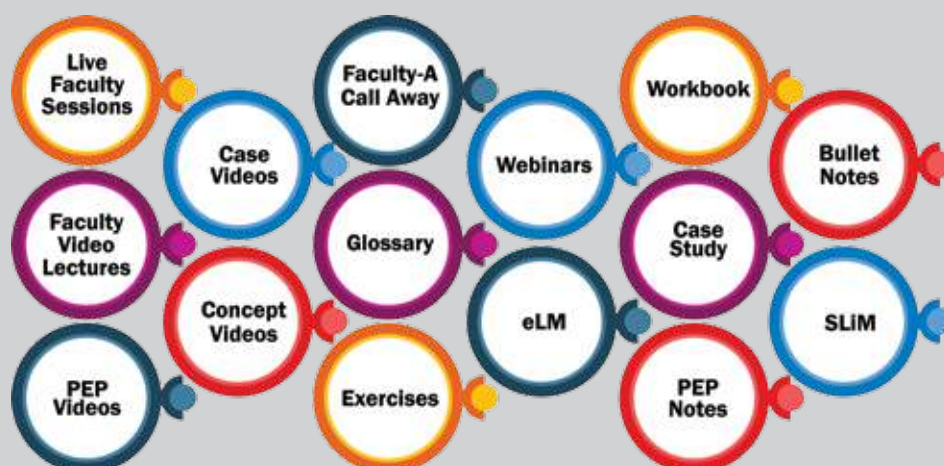 Live
Faculty
Sessions
Faculty-A
Call Away
Workbook
Case
Videos
Webinars
Bullet
Notes
Faculty
Video
Lectures
Glossary
Case
Study
Concept
Videos
eLM
SLiM
PEP
Videos
Exercises
PEP
Notes